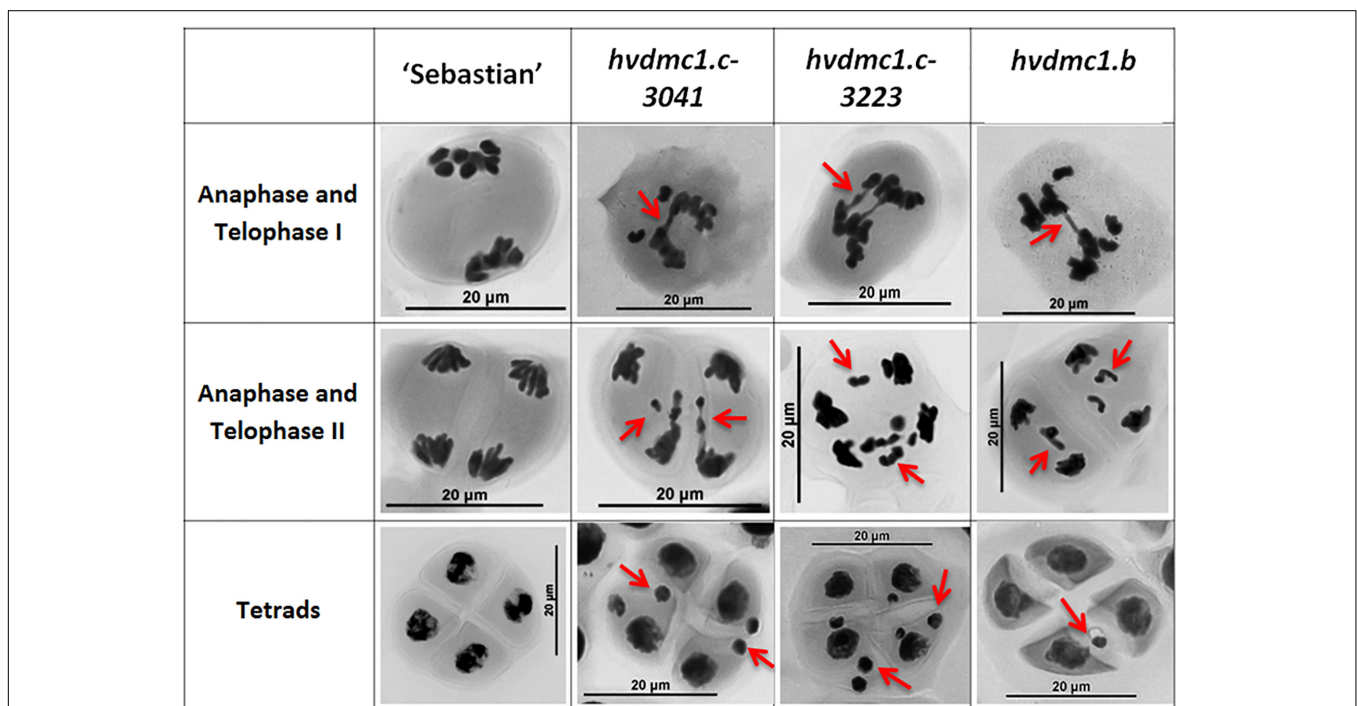 ‘Sebastian’
hvdmc1.c-
3041
hvdmc1.c-
3223
hvdmc1.b
Anaphase and
Telophase I
20 µm
20 µm
20 µm
20 µm
Anaphase and
Telophase II
20 µm
20 µm
20 µm
20 µm
Tetrads
20 µm
20 µm
20 µm
20 µm